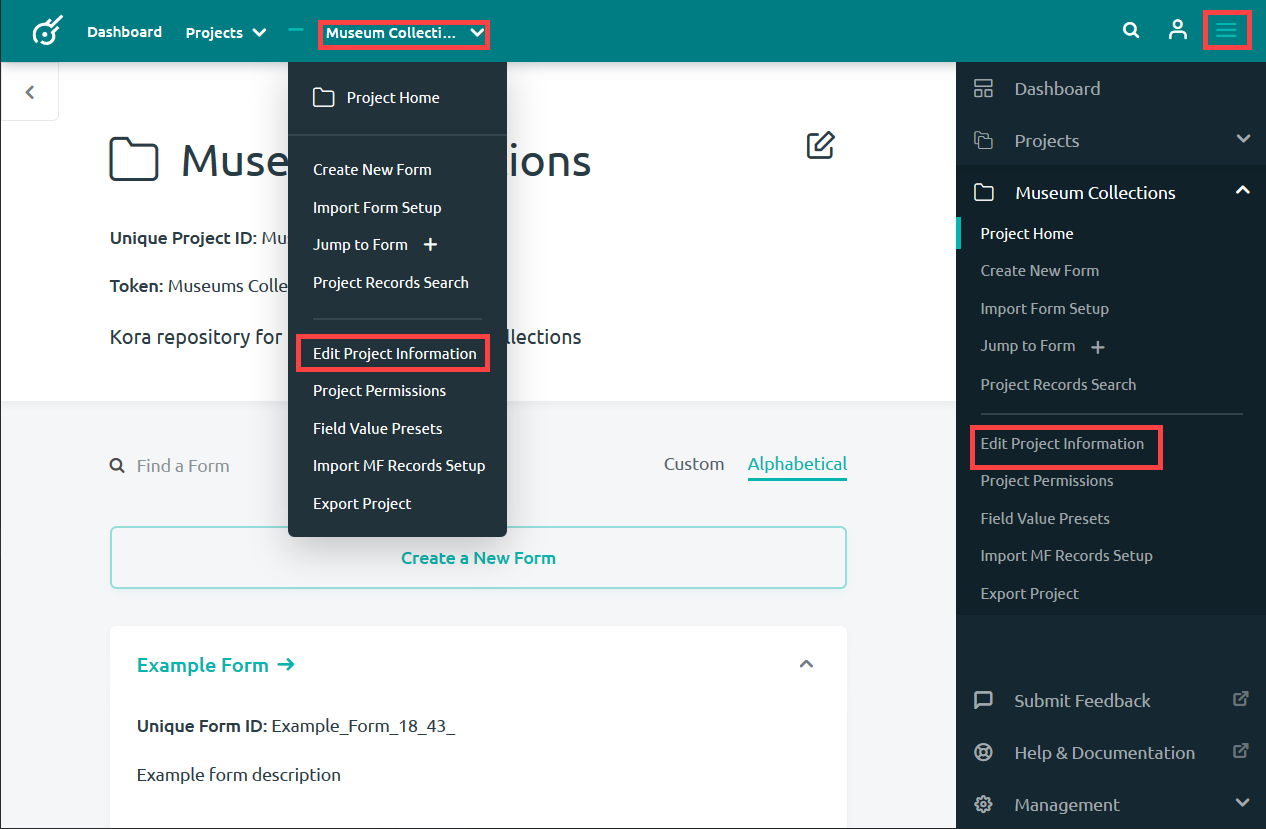 Dashboard Projects Museum Collecti...
Project Home
Create New Form
Import Form Setup
Jump to Form +
Project Records Search
Edit Project Information
Project Permissions
Field Value Presets
Import MF Records Setup
Export Project
Muse ions
Unique Project ID: Mu
Token: Museums Colle
Kora repository for llections
Find a Form
Custom Alphabetical
Create a New Form
Example Form →
Unique Form ID: Example_Form_18_43_
Example form description
Dashboard
Projects
Museum Collections
Project Home
Create New Form
Import Form Setup
Jump to Form +
Project Records Search
Edit Project Information
Project Permissions
Field Value Presets
Import MF Records Setup
Export Project
Submit Feedback
Help & Documentation
Management